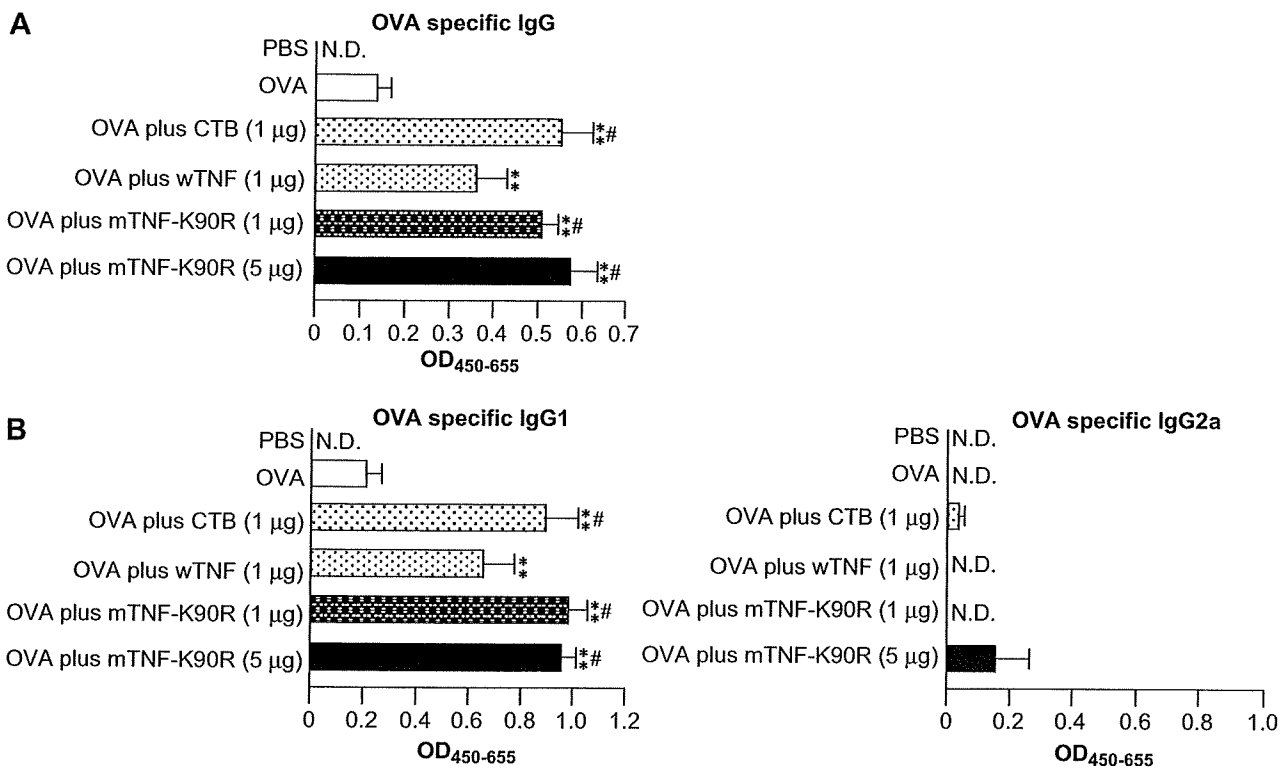 A
OVA specific IgG
PBS N.D.
OVA
OVA plus CTB (1 μg) **#
OVA plus wTNF (1 μg) **
OVA plus mTNF-K90R (1 μg) **#
OVA plus mTNF-K90R (5 μg) **#
0 0.1 0.2 0.3 0.4 0.5 0.6 0.7
OD450-655
B
OVA specific IgG1
PBS N.D.
OVA
OVA plus CTB (1 μg) **#
OVA plus wTNF (1 μg) **
OVA plus mTNF-K90R (1 μg) **#
OVA plus mTNF-K90R (5 μg) **#
0 0.2 0.4 0.6 0.8 1.0 1.2
OD450-655
OVA specific IgG2a
PBS N.D.
OVA N.D.
OVA plus CTB (1 μg)
OVA plus wTNF (1 μg) N.D.
OVA plus mTNF-K90R (1 μg) N.D.
OVA plus mTNF-K90R (5 μg)
0 0.2 0.4 0.6 0.8 1.0
OD450-655